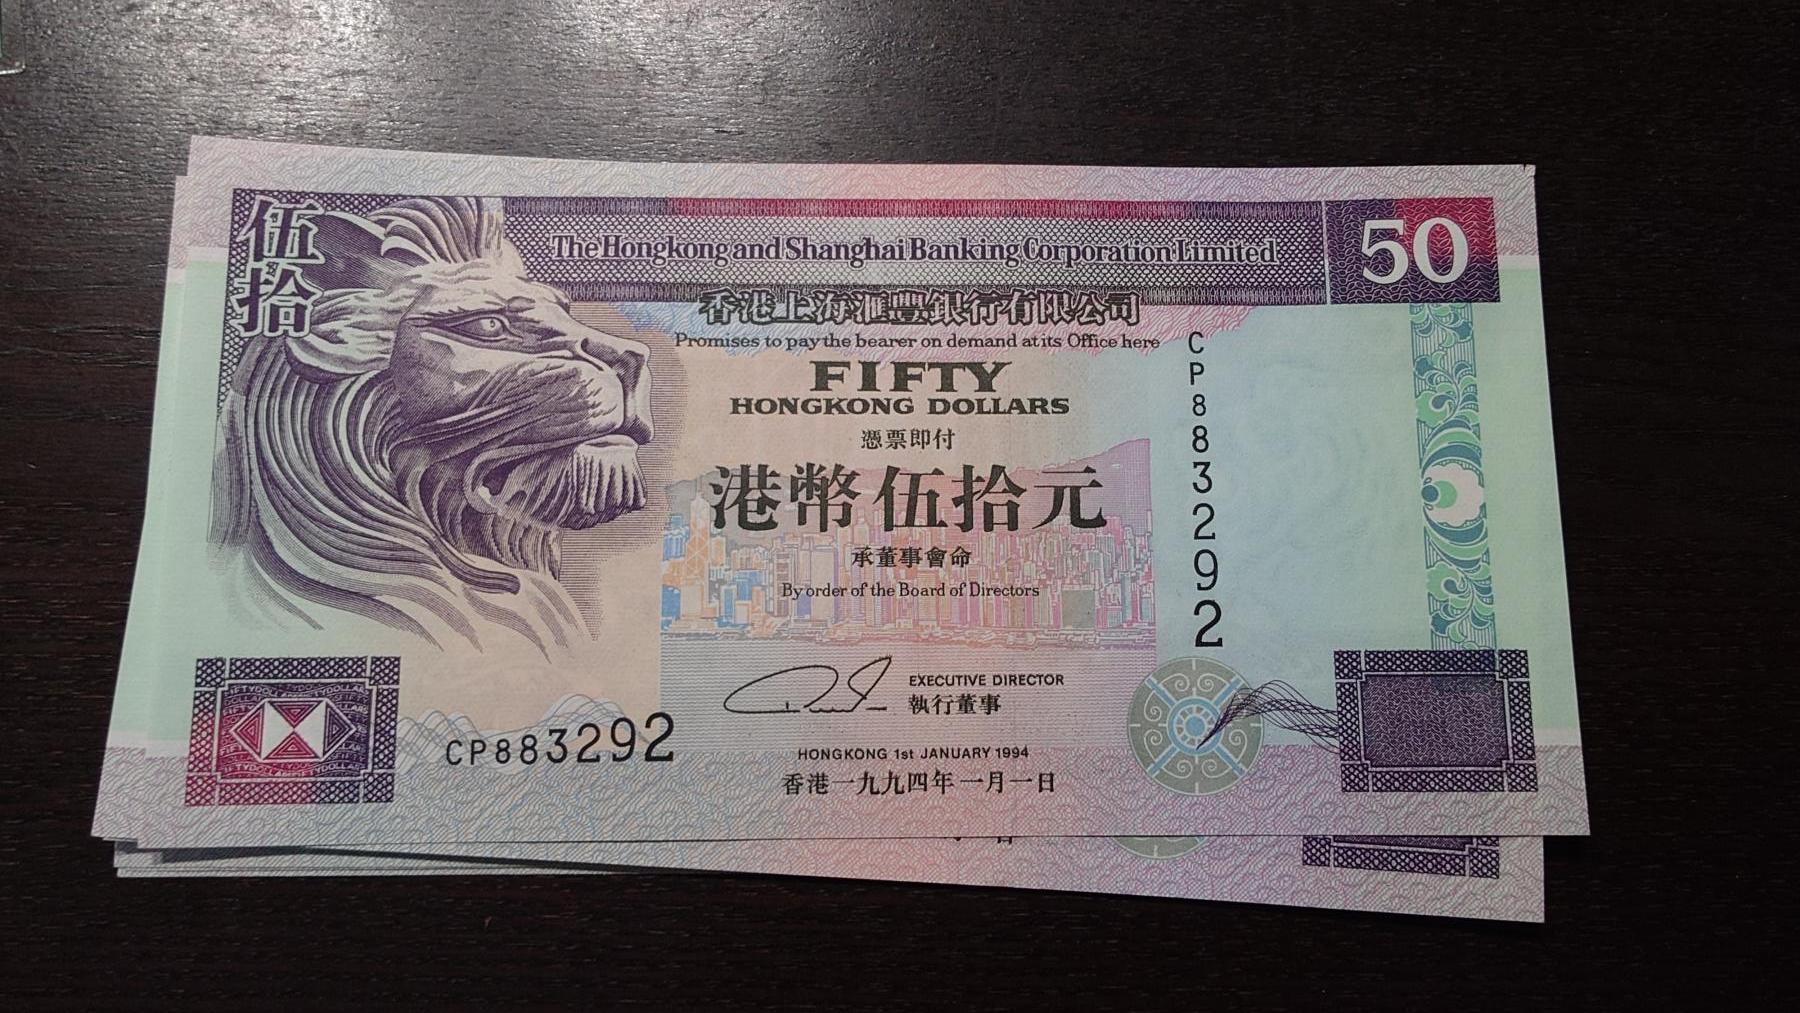 伍拾
The Hongkong and Shanghai Banking Corporation Limited
50
香港上海滙豐銀行有限公司
Promises to pay the bearer on demand at its Office here
CP883292
FIFTY
HONGKONG DOLLARS
憑票即付
港幣伍拾元
承董事會命
By order of the Board of Directors
EXECUTIVE DIRECTOR
執行董事
CP883292
HONGKONG 1st JANUARY 1994
香港一九九四年一月一日